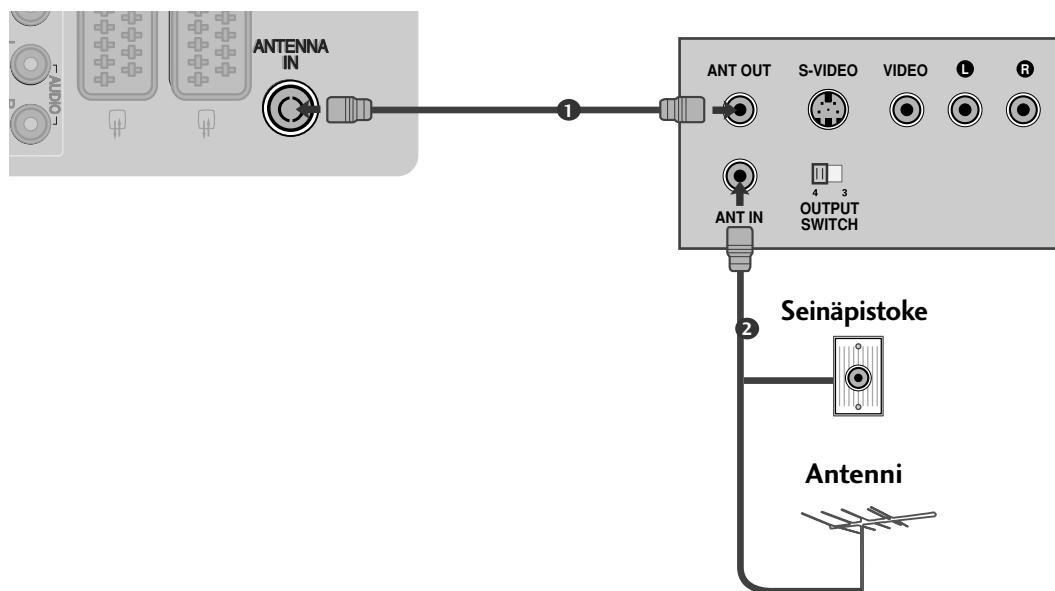 ANTENNA
IN
AUDIO
ANT OUT
S-VIDEO
VIDEO
L
R
1
ANT IN
4 3
OUTPUT
SWITCH
2
Seinäpistoke
Antenni